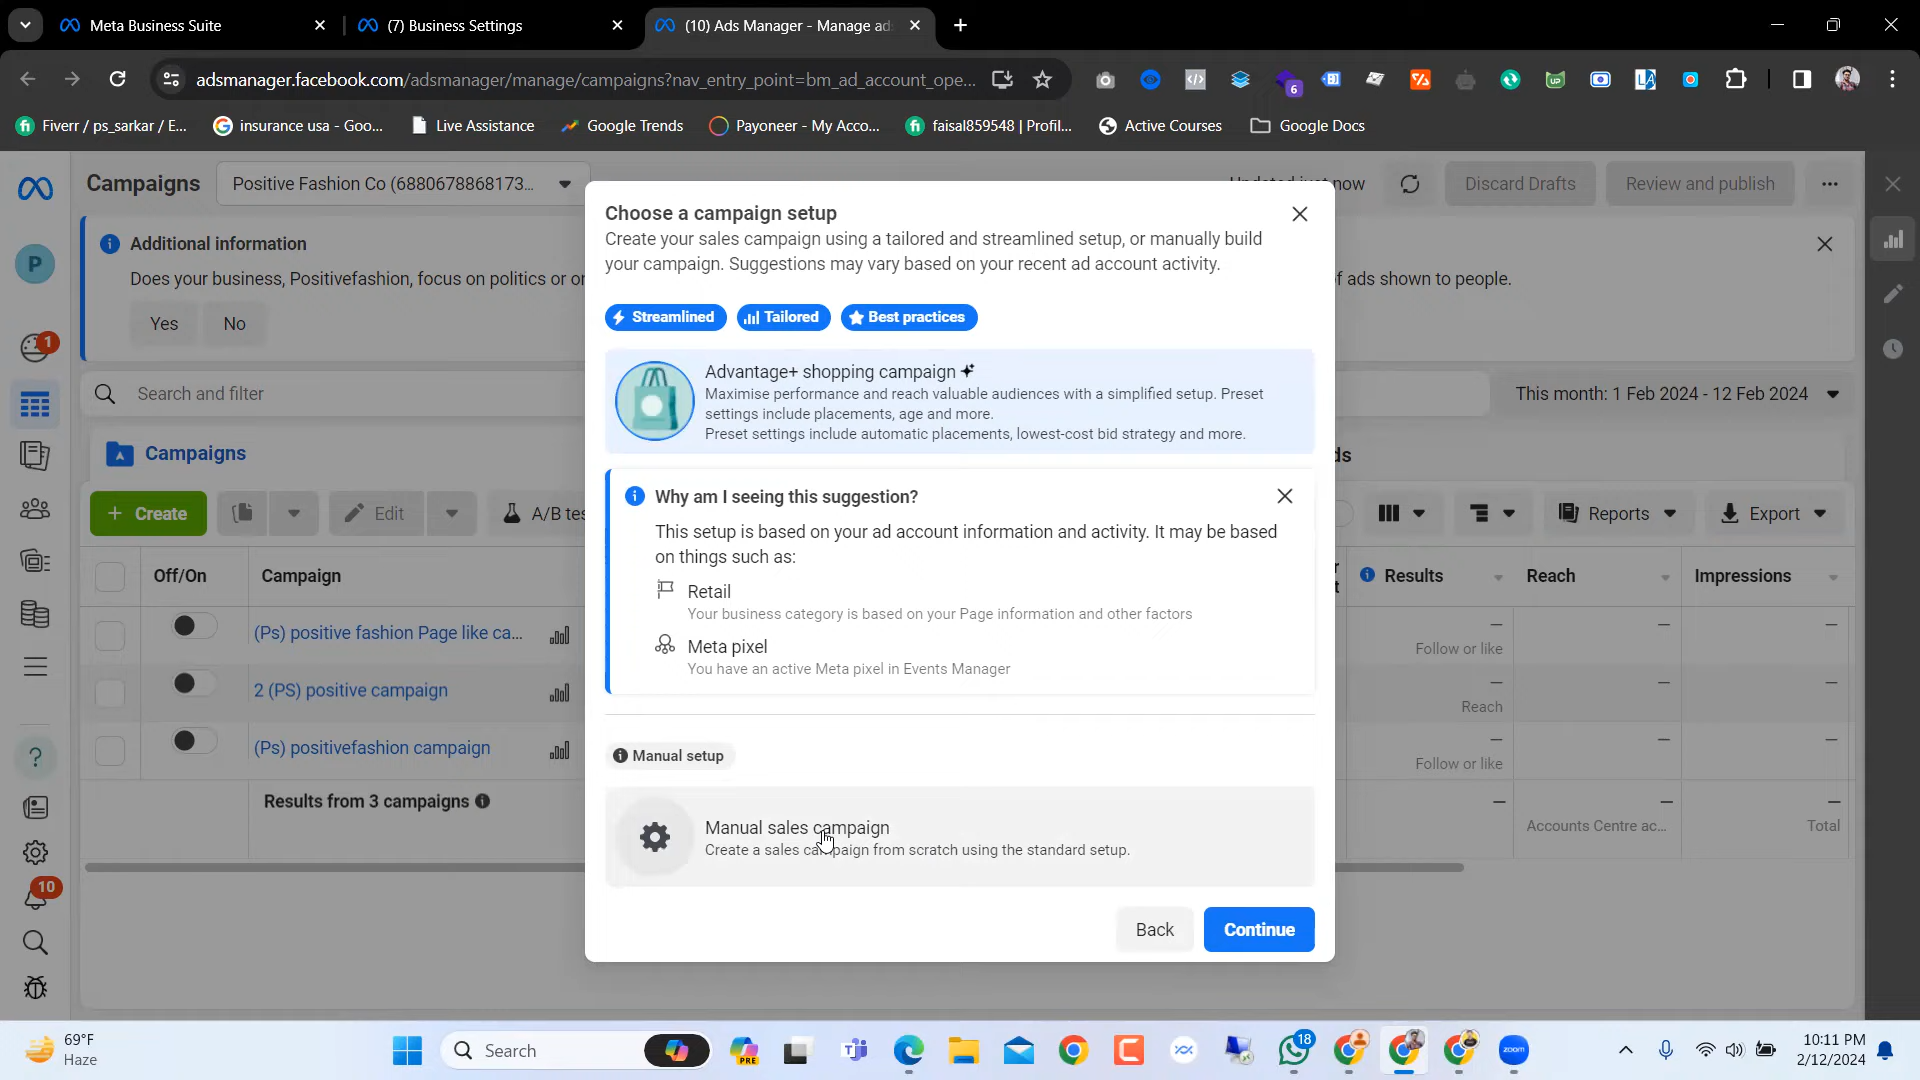 Meta Business Suite
(7) Business Settings
(10) Ads Manager - Manage ads
adsmanager.facebook.com/adsmanager/manage/campaigns?nav_entry_point=bm_ad_account_ope...
6
Fiverr / ps_sarkar / E...
insurance usa - Goo...
Live Assistance
Google Trends
Payoneer - My Acco...
faisal859548 | Profil...
Active Courses
Google Docs
Campaigns
Positive Fashion Co (6880678868173...
Updated just now
Discard Drafts
Review and publish
P
Additional information
Does your business, Positivefashion, focus on politics or
of ads shown to people.
Yes
No
1
Search and filter
This month: 1 Feb 2024 - 12 Feb 2024
Campaigns
+ Create
Edit
A/B
Reports
Export
Off/On
Campaign
Results
Reach
Impressions
(Ps) positive fashion Page like ca...
—
—
—
Follow or like
2 (PS) positive campaign
—
—
—
Reach
(Ps) positivefashion campaign
—
—
—
Follow or like
Results from 3 campaigns
—
—
—
Accounts Centre ac...
Total
10
Choose a campaign setup
Create your sales campaign using a tailored and streamlined setup, or manually build
your campaign. Suggestions may vary based on your recent ad account activity.
Streamlined
Tailored
Best practices
Advantage+ shopping campaign
Maximise performance and reach valuable audiences with a simplified setup. Preset
settings include placements, age and more.
Preset settings include automatic placements, lowest-cost bid strategy and more.
Why am I seeing this suggestion?
This setup is based on your ad account information and activity. It may be based
on things such as:
Retail
Your business category is based on your Page information and other factors
Meta pixel
You have an active Meta pixel in Events Manager
Manual setup
Manual sales campaign
Create a sales campaign from scratch using the standard setup.
Back
Continue
69°F
Haze
Search
PRE
18
zoom
10:11 PM
2/12/2024